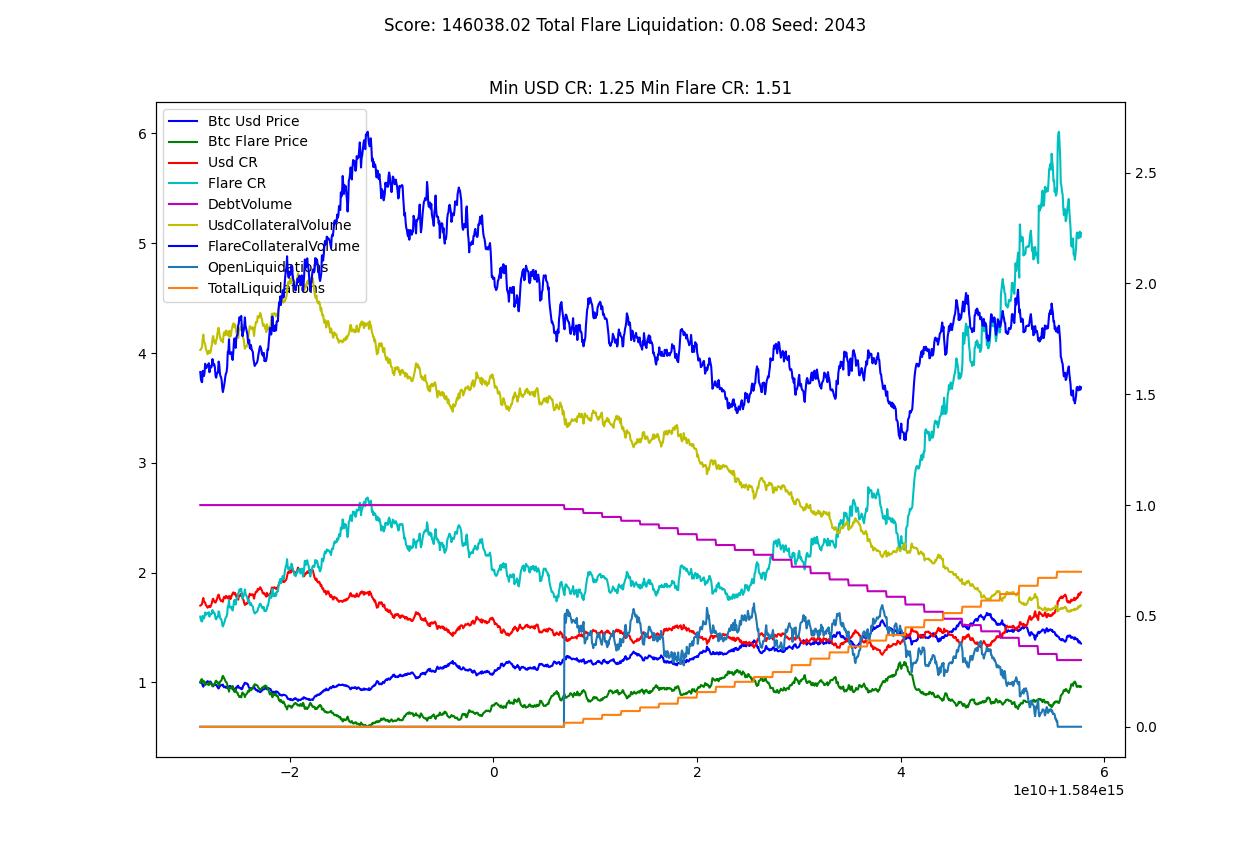 Score: 146038.02 Total Flare Liquidation: 0.08 Seed: 2043
Min USD CR: 1.25 Min Flare CR: 1.51
Btc Usd Price
Btc Flare Price
Usd CR
Flare CR
DebtVolume
UsdCollateralVolume
FlareCollateralVolume
OpenLiquidations
TotalLiquidations
6
5
4
3
2
1
2.5
2.0
1.5
1.0
0.5
0.0
−2
0
2
4
6
1e10+1.584e15